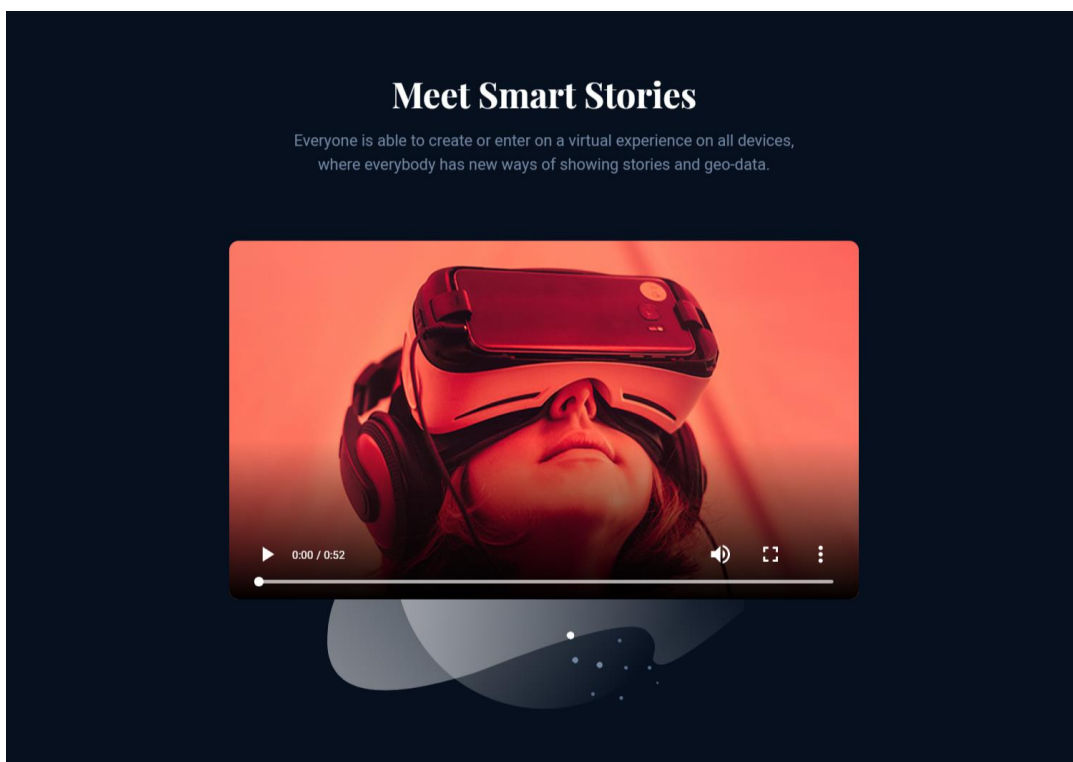 Meet Smart Stories
Everyone is able to create or enter on a virtual experience on all devices,
where everybody has new ways of showing stories and geo-data.
0:00 / 0:52